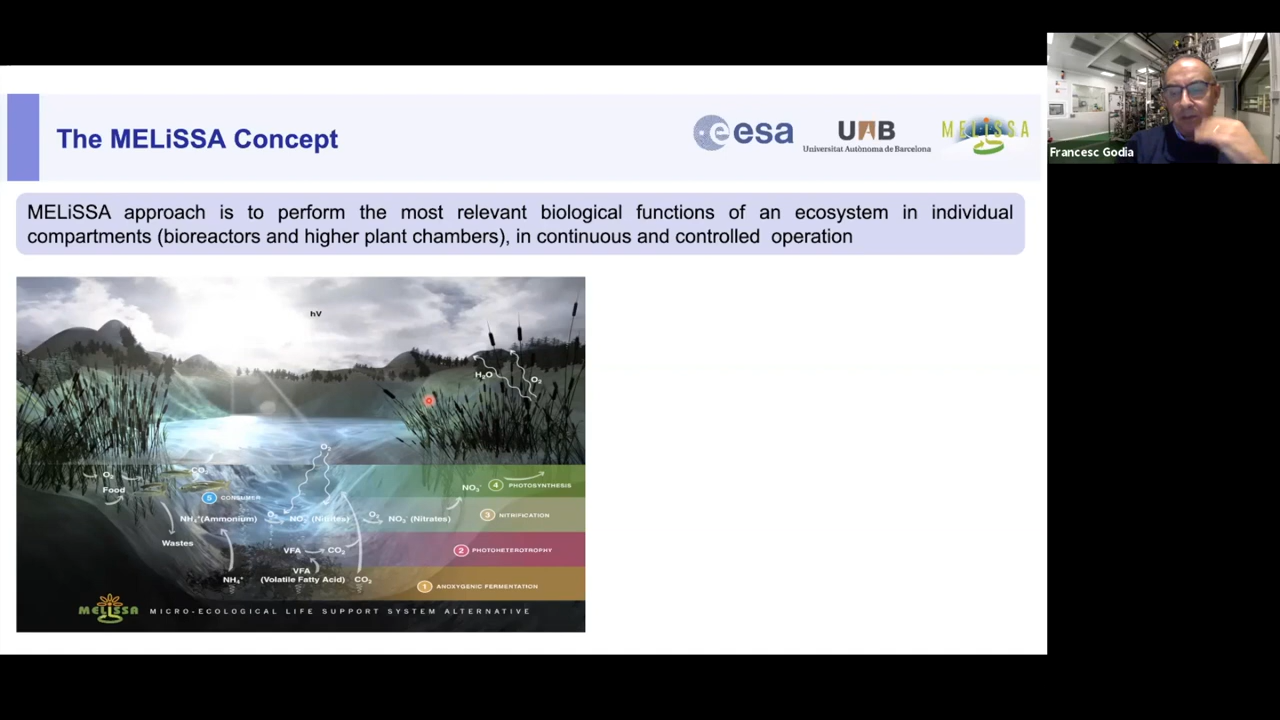 The MELiSSA Concept
esa
UAB
Universitat Autònoma de Barcelona
MELiSSA
Francesc Godia
MELiSSA approach is to perform the most relevant biological functions of an ecosystem in individual
compartments (bioreactors and higher plant chambers), in continuous and controlled operation
hV
H₂O
O₂
O₂
O₂
CO₂
Food
NO₃⁻
4 PHOTOSYNTHESIS
5 CONSUMER
NH₄⁺(Ammonium)
O₂
NO₂⁻ (Nitrites)
O₂
NO₃⁻ (Nitrates)
3 NITRIFICATION
Wastes
VFA
CO₂
2 PHOTOHETEROTROPHY
VFA
NH₄⁺
(Volatile Fatty Acid)
CO₂
1 ANOXYGENIC FERMENTATION
MELiSSA
MICRO-ECOLOGICAL LIFE SUPPORT SYSTEM ALTERNATIVE